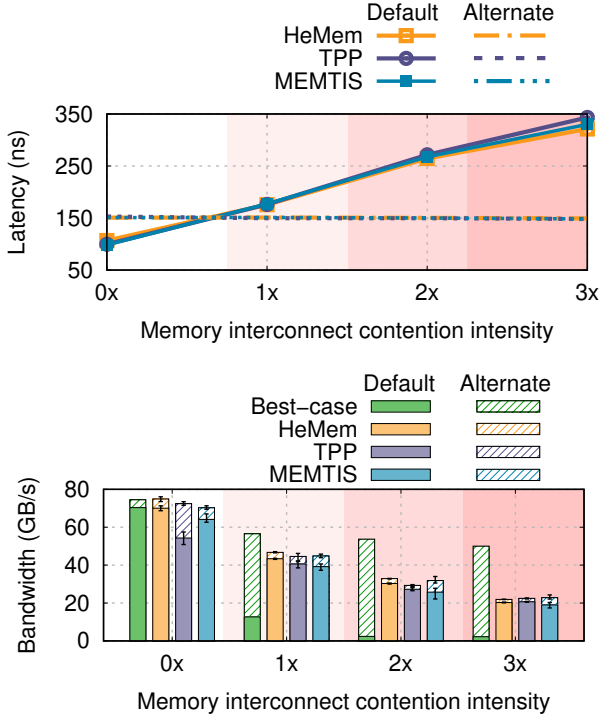 Default Alternate
HeMem
TPP
MEMTIS
350
250
150
50
Latency (ns)
0x 1x 2x 3x
Memory interconnect contention intensity
Default Alternate
Best−case
HeMem
TPP
MEMTIS
80
60
40
20
0
Bandwidth (GB/s)
0x 1x 2x 3x
Memory interconnect contention intensity